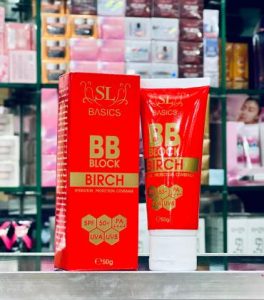 SL
BASICS
BB
BLOCK
BIRCH
SPF
50+
PA
++++
UVA
UVB
50g
SL
BASICS
BB
BLOCK
BIRCH
50g